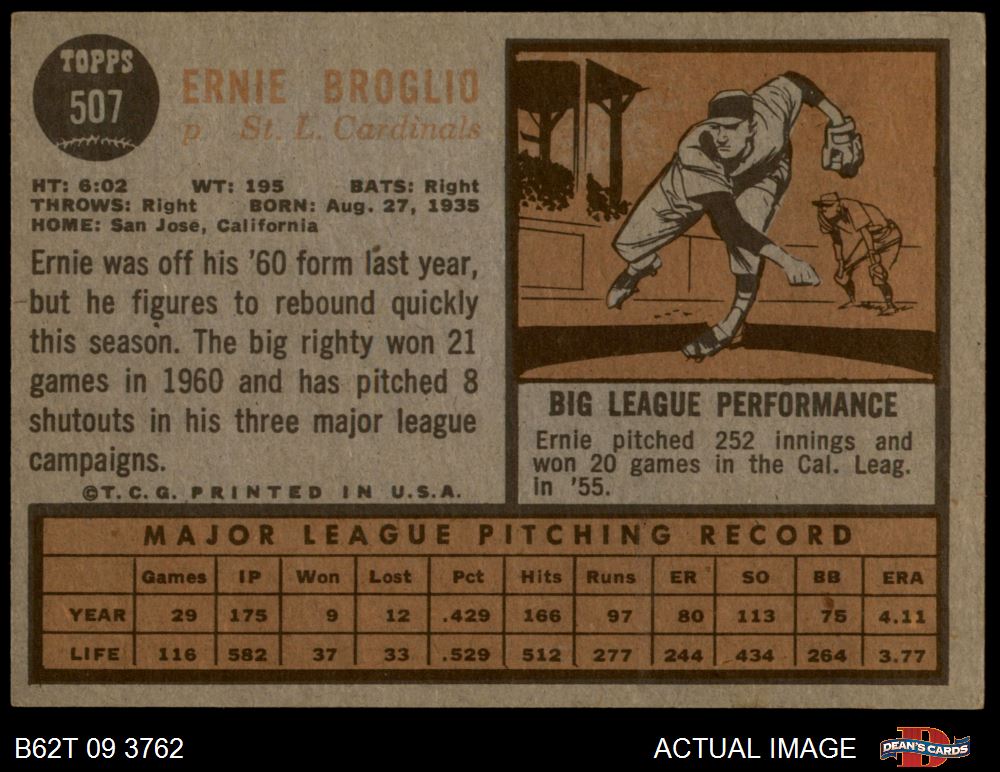 TOPPS
507
ERNIE BROGLIO
p St. L. Cardinals
HT: 6:02 WT: 195 BATS: Right
THROWS: Right BORN: Aug. 27, 1935
HOME: San Jose, California
Ernie was off his '60 form last year,
but he figures to rebound quickly
this season. The big righty won 21
games in 1960 and has pitched 8
shutouts in his three major league
campaigns.
©T.C.G. PRINTED IN U.S.A.
BIG LEAGUE PERFORMANCE
Ernie pitched 252 innings and
won 20 games in the Cal. Leag.
in '55.
MAJOR LEAGUE PITCHING RECORD
Games IP Won Lost Pct Hits Runs ER SO BB ERA
YEAR 29 175 9 12 .429 166 97 80 113 75 4.11
LIFE 116 582 37 33 .529 512 277 244 434 264 3.77
B62T 09 3762 ACTUAL IMAGE DEAN'S CARDS